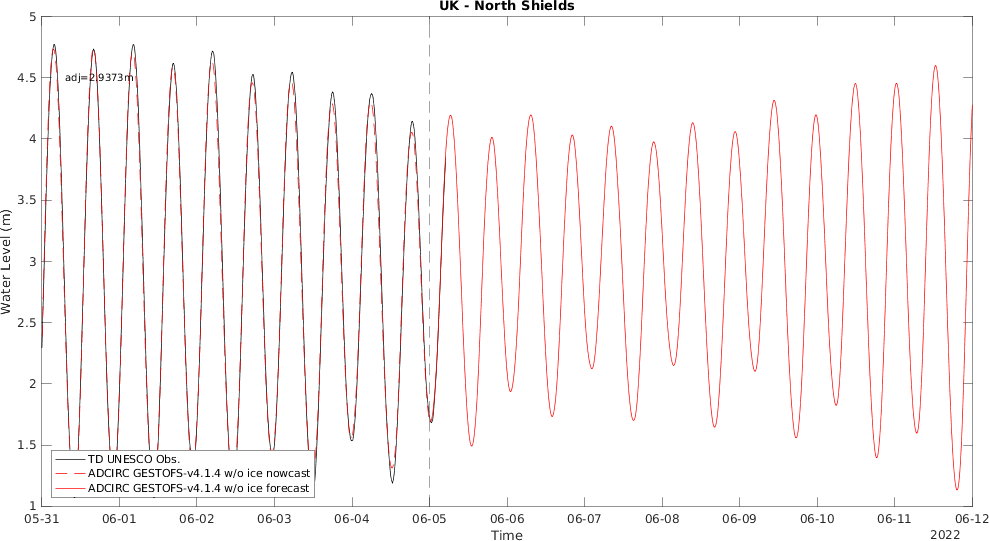 UK - North Shields
5
4.5
4
3.5
3
2.5
2
1.5
1
Water Level (m)
adj=2.9373m
TD UNESCO Obs.
ADCIRC GESTOFS-v4.1.4 w/o ice nowcast
ADCIRC GESTOFS-v4.1.4 w/o ice forecast
05-31 06-01 06-02 06-03 06-04 06-05 06-06 06-07 06-08 06-09 06-10 06-11 06-12
Time
2022